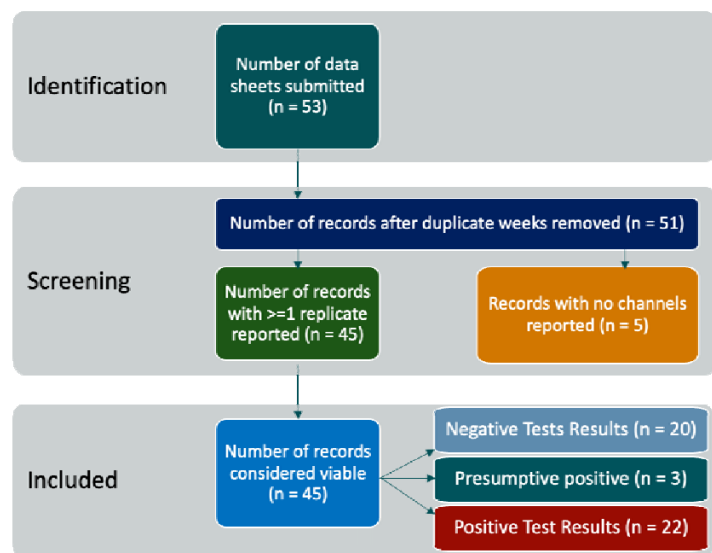 Identification
Number of data
sheets submitted
(n = 53)
Screening
Number of records after duplicate weeks removed (n = 51)
Number of records
with >=1 replicate
reported (n = 45)
Records with no channels
reported (n = 5)
Included
Number of records
considered viable
(n = 45)
Negative Tests Results (n = 20)
Presumptive positive (n = 3)
Positive Test Results (n = 22)